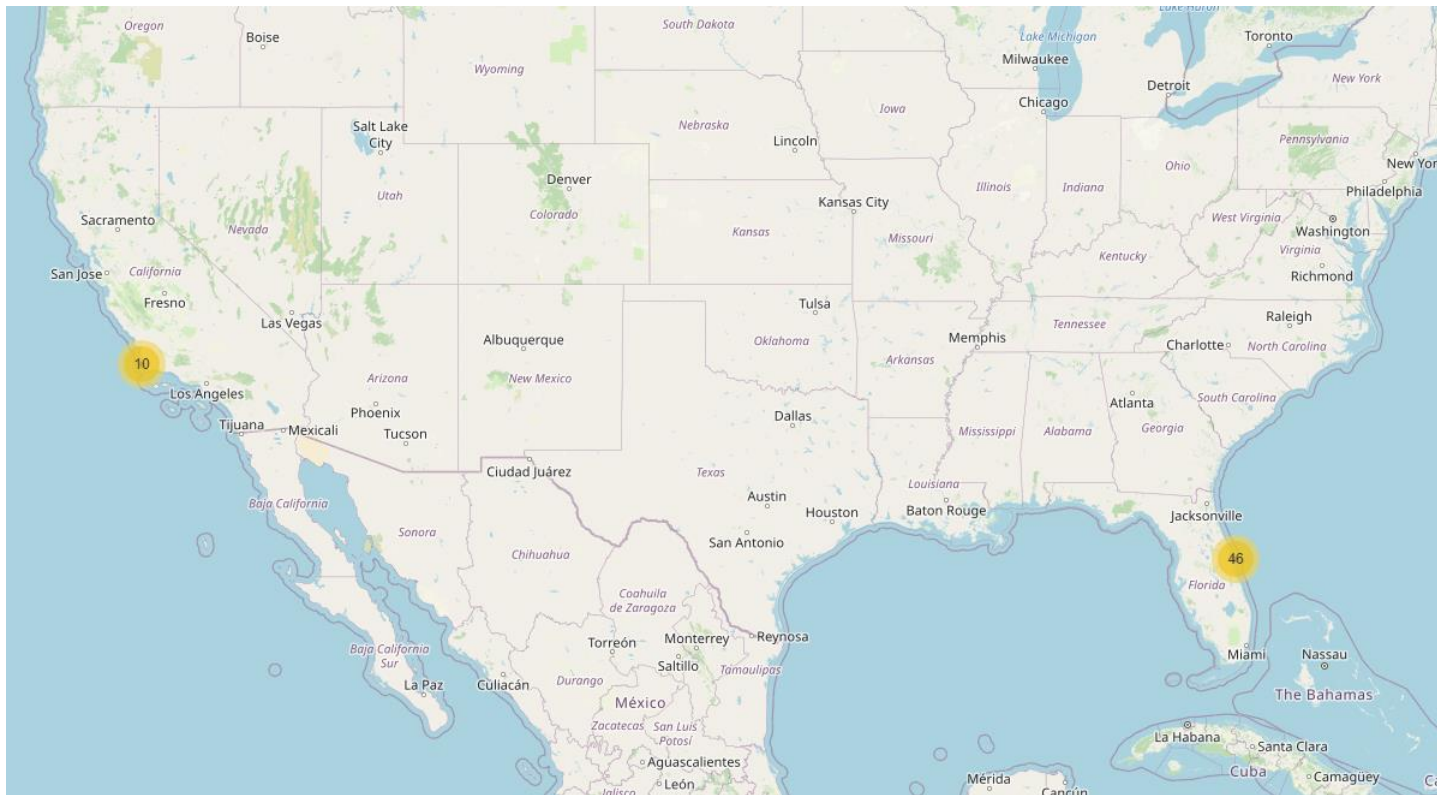 Lake Huron
Oregon
South Dakota
Boise
Lake Michigan
Toronto
Milwaukee
Wyoming
New York
Detroit
Chicago
Iowa
Salt Lake
City
Nebraska
Lincoln
Pennsylvania
New Yor
Ohio
Denver
Illinois
Indiana
Philadelphia
Utah
Kansas City
Colorado
Sacramento
West Virginia
Nevada
Kansas
Missouri
Washington
Virginia
Kentucky
San Jose
California
Richmond
Fresno
Tulsa
Las Vegas
Raleigh
Tennessee
Albuquerque
Oklahoma
Memphis
Charlotte
North Carolina
10
Arkansas
Arizona
New Mexico
Los Angeles
South Carolina
Phoenix
Dallas
Atlanta
Tijuana
Mexicali
Tucson
Mississippi
Alabama
Georgia
Ciudad Juárez
Texas
Louisiana
Baja California
Austin
Houston
Baton Rouge
Jacksonville
Sonora
San Antonio
Chihuahua
46
Florida
Coahuila
de Zaragoza
Torreón
Monterrey
Reynosa
Baja California
Sur
Saltillo
Tamaulipas
Miami
Nassau
La Paz
Culiacán
Durango
The Bahamas
México
Zacatecas
San Luis
Potosí
La Habana
Santa Clara
Aguascalientes
Cuba
Camagüey
León
Mérida
Jalisco
Cancún